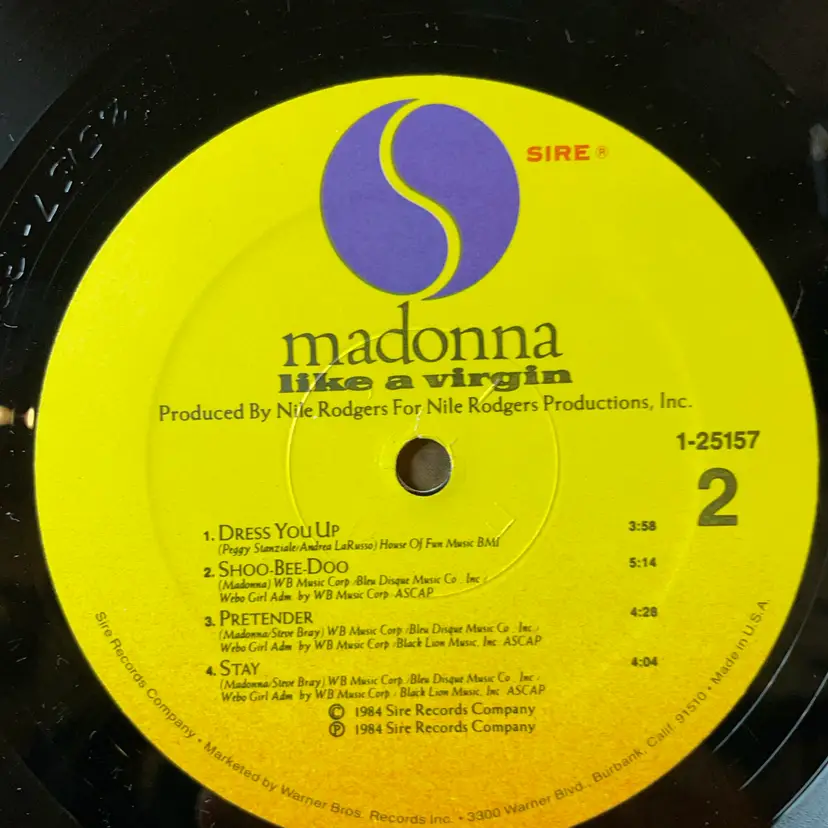 SIRE ®
madonna
like a virgin
Produced By Nile Rodgers For Nile Rodgers Productions, Inc.
1-25157
2
1. DRESS YOU UP 3:58
(Peggy Stanziale/Andrea LaRusso) House Of Fun Music BMI
2. SHOO-BEE-DOO 5:14
(Madonna) WB Music Corp./Bleu Disque Music Co., Inc./
Webo Girl Adm. by WB Music Corp. ASCAP
3. PRETENDER 4:28
(Madonna/Steve Bray) WB Music Corp./Bleu Disque Music Co., Inc./
Webo Girl Adm. by WB Music Corp./Black Lion Music, Inc. ASCAP
4. STAY 4:04
(Madonna/Steve Bray) WB Music Corp./Bleu Disque Music Co., Inc./
Webo Girl Adm. by WB Music Corp./Black Lion Music, Inc. ASCAP
© 1984 Sire Records Company
℗ 1984 Sire Records Company
Sire Records Company • Marketed by Warner Bros. Records Inc. • 3300 Warner Blvd., Burbank, Calif. 91510 • Made in U.S.A.